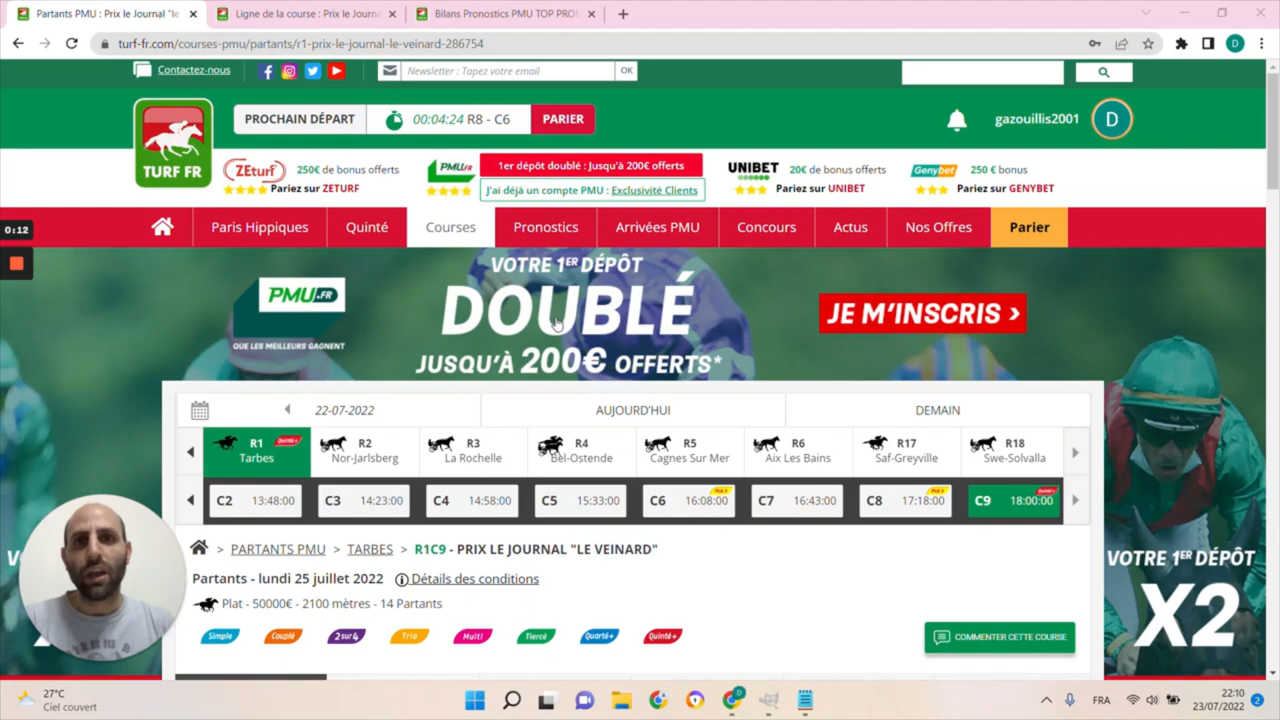 Partants PMU : Prix le Journal "le
Ligne de la course : Prix le Journa
Bilans Pronostics PMU TOP PRO
turf-fr.com/courses-pmu/partants/r1-prix-le-journal-le-veinard-286754
D
Contactez-nous
Newsletter : Tapez votre email
OK
TURF FR
PROCHAIN DÉPART
00:04:24 R8 - C6
PARIER
gazouillis2001
D
ZEturf
250€ de bonus offerts
Pariez sur ZETURF
PMU.FR
1er dépôt doublé : Jusqu'à 200€ offerts
J'ai déjà un compte PMU : Exclusivité Clients
UNIBET
20€ de bonus offerts
Pariez sur UNIBET
Genybet
250 € bonus
Pariez sur GENYBET
0:12
Paris Hippiques
Quinté
Courses
Pronostics
Arrivées PMU
Concours
Actus
Nos Offres
Parier
PMU.FR
QUE LES MEILLEURS GAGNENT
VOTRE 1ER DÉPÔT
DOUBLÉ
JUSQU'À 200€ OFFERTS*
JE M'INSCRIS >
22-07-2022
AUJOURD'HUI
DEMAIN
R1 Quinté+
Tarbes
R2
Nor-Jarlsberg
R3
La Rochelle
R4
Bel-Ostende
R5
Cagnes Sur Mer
R6
Aix Les Bains
R17
Saf-Greyville
R18
Swe-Solvalla
C2 13:48:00
C3 14:23:00
C4 14:58:00
C5 15:33:00
C6 16:08:00
C7 16:43:00
C8 17:18:00
C9 18:00:00
> PARTANTS PMU > TARBES > R1C9 - PRIX LE JOURNAL "LE VEINARD"
Partants - lundi 25 juillet 2022 Détails des conditions
Plat - 50000€ - 2100 mètres - 14 Partants
Simple
Couplé
2sur4
Trio
Multi
Tiercé
Quarté+
Quinté+
COMMENTER CETTE COURSE
VOTRE 1ER DÉPÔT
X2
27°C
Ciel couvert
D
FRA
22:10
23/07/2022
2